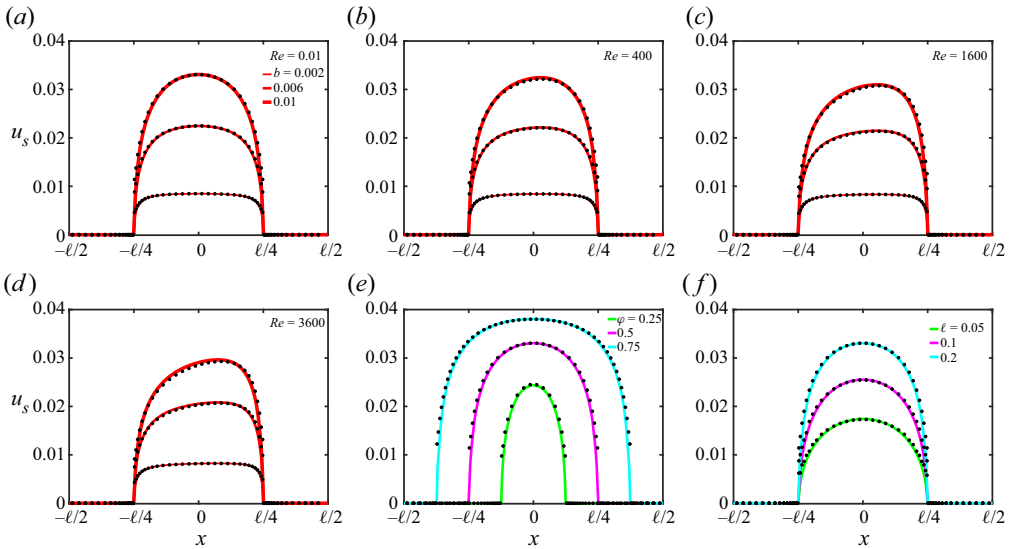 (a)
(b)
(c)
0.04
0.03
0.02
0.01
0
u_s
Re = 0.01
b = 0.002
0.006
0.01
−ℓ/2
−ℓ/4
0
ℓ/4
ℓ/2
0.04
0.03
0.02
0.01
0
Re = 400
−ℓ/2
−ℓ/4
0
ℓ/4
ℓ/2
0.04
0.03
0.02
0.01
0
Re = 1600
−ℓ/2
−ℓ/4
0
ℓ/4
ℓ/2
(d)
(e)
(f)
0.04
0.03
0.02
0.01
0
u_s
Re = 3600
−ℓ/2
−ℓ/4
0
ℓ/4
ℓ/2
x
0.04
0.03
0.02
0.01
0
φ = 0.25
0.5
0.75
−ℓ/2
−ℓ/4
0
ℓ/4
ℓ/2
x
0.04
0.03
0.02
0.01
0
ℓ = 0.05
0.1
0.2
−ℓ/2
−ℓ/4
0
ℓ/4
ℓ/2
x